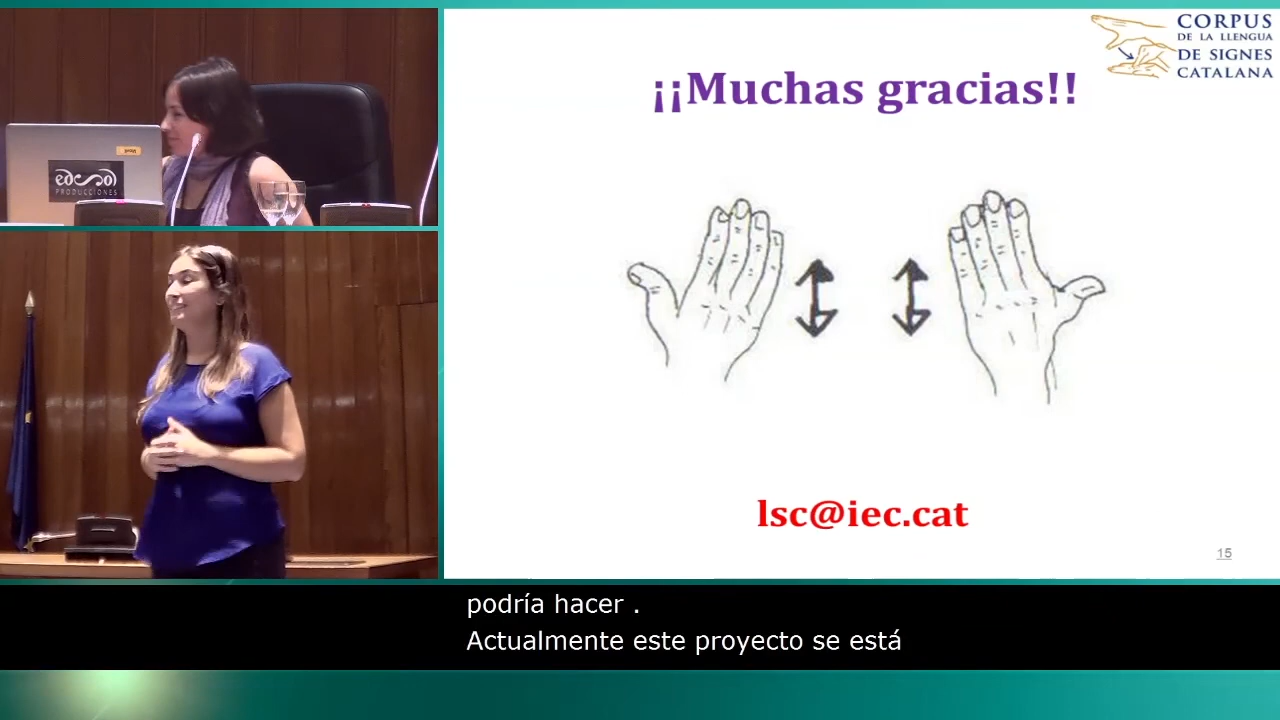 CORPUS
DE LA LLENGUA
DE SIGNES
CATALANA
¡¡Muchas gracias!!
edsol
PRODUCCIONES
lsc@iec.cat
15
podría hacer .
Actualmente este proyecto se está